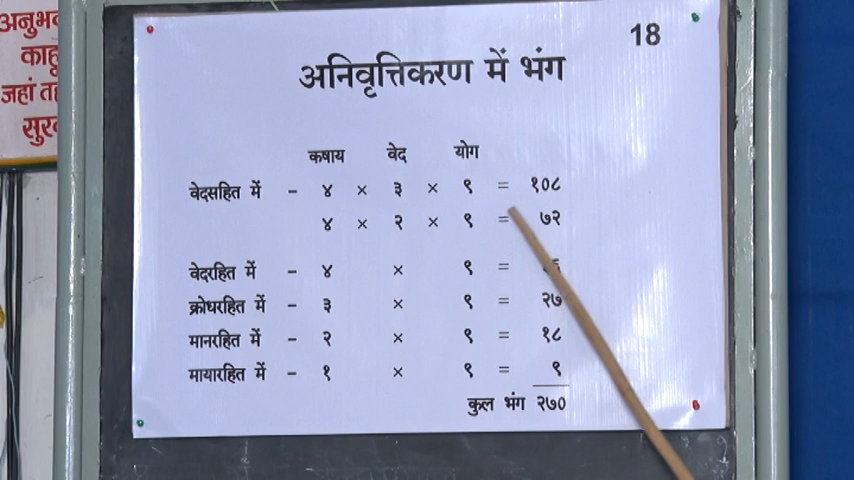 18
अनिवृत्तिकरण में भंग
कषाय वेद योग
वेदसहित में - ४ × ३ × ९ = १०८
४ × २ × ९ = ७२
वेदरहित में - ४ × ९ =
क्रोधरहित में - ३ × ९ = २७
मानरहित में - २ × ९ = १८
मायारहित में - १ × ९ = ९
कुल भंग २७०
जहां